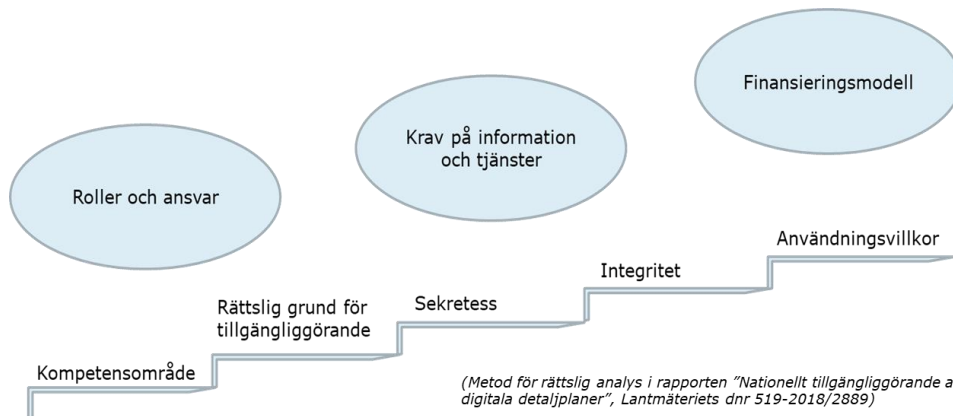 Finansieringsmodell
Krav på information
och tjänster
Roller och ansvar
Användningsvillkor
Integritet
Sekretess
Rättslig grund för
tillgängliggörande
Kompetensområde
(Metod för rättslig analys i rapporten ”Nationellt tillgängliggörande a
digitala detaljplaner”, Lantmäteriets dnr 519-2018/2889)